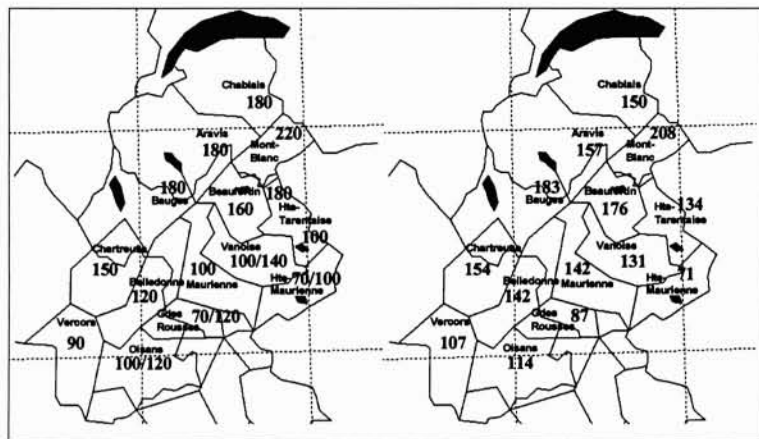 Chablais
180
220
Aravis
180
Mont-
Blanc
180
Bauges
Beaufortin
160
180
Hte-
Tarentaise
100
Chartreuse
150
Vanoise
100/140
100
Maurienne
Belledonne
120
Hte-
Maurienne
70/100
Vercors
90
Gdes
Rousses
70/120
Oisans
100/120
Chablais
150
208
Aravis
157
Mont-
Blanc
183
Bauges
Beaufortin
176
134
Hte-
Tarentaise
Chartreuse
154
Vanoise
131
142
Maurienne
Belledonne
142
Hte-
Maurienne
71
Vercors
107
Gdes
Rousses
87
Oisans
114